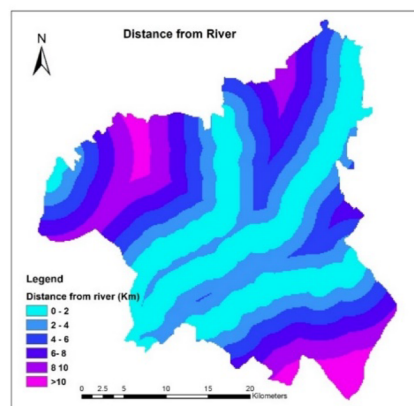 Distance from River
N
Legend
Distance from river (Km)
0 - 2
2 - 4
4 - 6
6- 8
8 10
>10
0 2.5 5 10 15 20
Kilometers